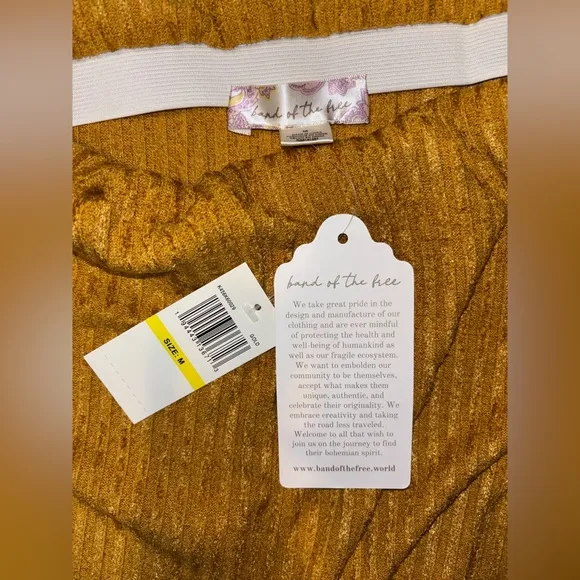 band of the free
M
K49WA6D029
GOLD
SIZE: M
band of the free
We take great pride in the
design and manufacture of our
clothing and are ever mindful
of protecting the health and
well-being of humankind as
well as our fragile ecosystem.
We want to embolden our
community to be themselves,
accept what makes them
unique, authentic, and
celebrate their originality. We
embrace creativity and taking
the road less traveled.
Welcome to all that wish to
join us on the journey to find
their bohemian spirit.
www.bandofthefree.world